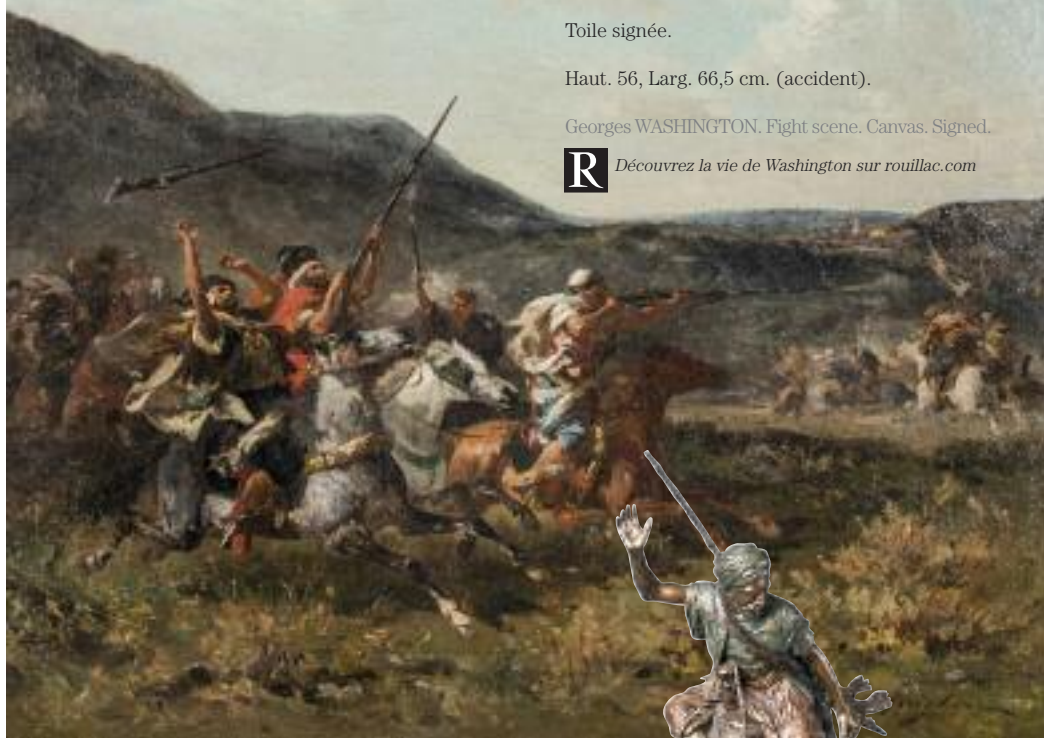 Toile signée.
Haut. 56, Larg. 66,5 cm. (accident).
Georges WASHINGTON. Fight scene. Canvas. Signed.
R Découvrez la vie de Washington sur rouillac.com